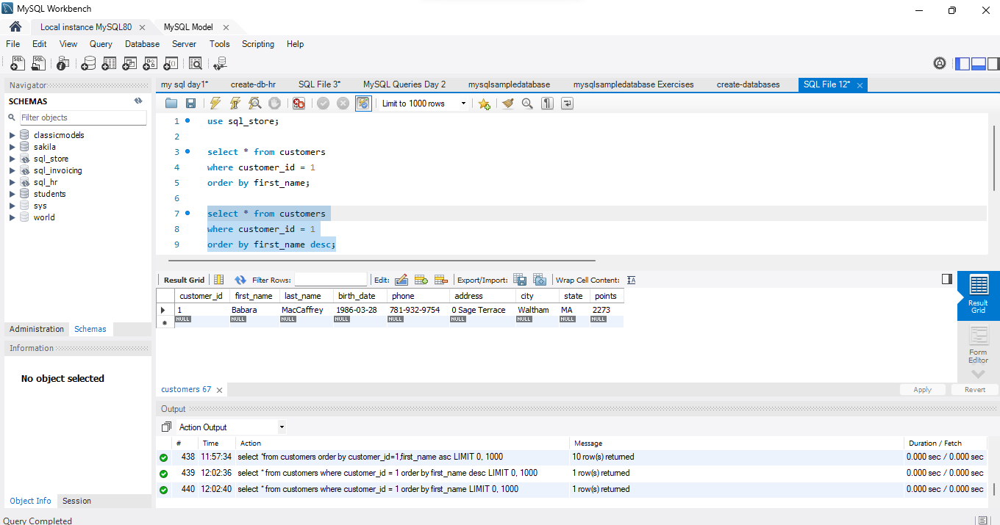 MySQL Workbench
Local instance MySQL80
MySQL Model
File Edit View Query Database Server Tools Scripting Help
Navigator
SCHEMAS
Filter objects
classicmodels
sakila
sql_store
sql_invoicing
sql_hr
students
sys
world
Administration Schemas
Information
No object selected
Object Info Session
my sql day1* create-db-hr SQL File 3* MySQL Queries Day 2 mysqlsampledatabase mysqlsampledatabase Exercises create-databases SQL File 12*
Limit to 1000 rows
1 use sql_store;
2
3 select * from customers
4 where customer_id = 1
5 order by first_name;
6
7 select * from customers
8 where customer_id = 1
9 order by first_name desc;
Result Grid Filter Rows: Edit: Export/Import: Wrap Cell Content:
customer_id first_name last_name birth_date phone address city state points
1 Babara MacCaffrey 1986-03-28 781-932-9754 0 Sage Terrace Waltham MA 2273
NULL NULL NULL NULL NULL NULL NULL NULL NULL
Result
Grid
Form
Editor
customers 67
Apply Revert
Output
Action Output
# Time Action Message Duration / Fetch
438 11:57:34 select *from customers order by customer_id=1,first_name asc LIMIT 0, 1000 10 row(s) returned 0.000 sec / 0.000 sec
439 12:02:36 select * from customers where customer_id = 1 order by first_name desc LIMIT 0, 1000 1 row(s) returned 0.000 sec / 0.000 sec
440 12:02:40 select * from customers where customer_id = 1 order by first_name LIMIT 0, 1000 1 row(s) returned 0.000 sec / 0.000 sec
Query Completed